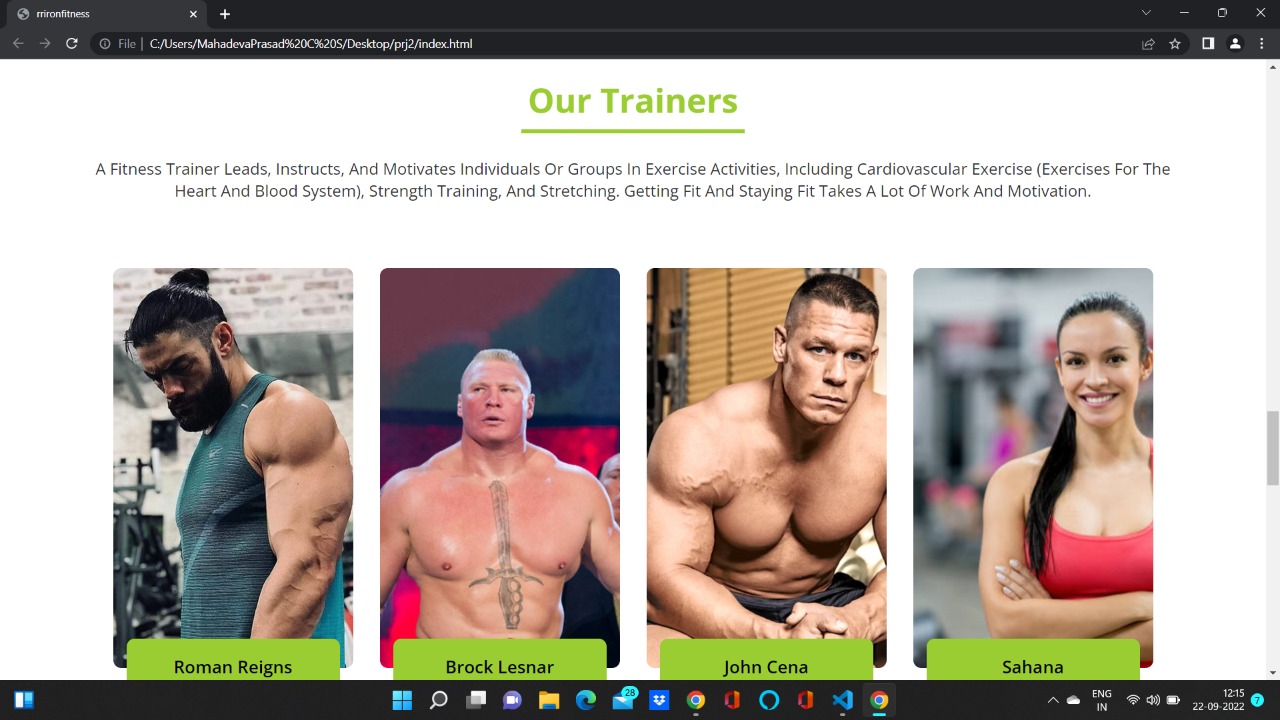 rrironfitness
File | C:/Users/MahadevaPrasad%20C%20S/Desktop/prj2/index.html
Our Trainers
A Fitness Trainer Leads, Instructs, And Motivates Individuals Or Groups In Exercise Activities, Including Cardiovascular Exercise (Exercises For The
Heart And Blood System), Strength Training, And Stretching. Getting Fit And Staying Fit Takes A Lot Of Work And Motivation.
Roman Reigns
Brock Lesnar
John Cena
Sahana
28
ENG
IN
12:15
22-09-2022
7